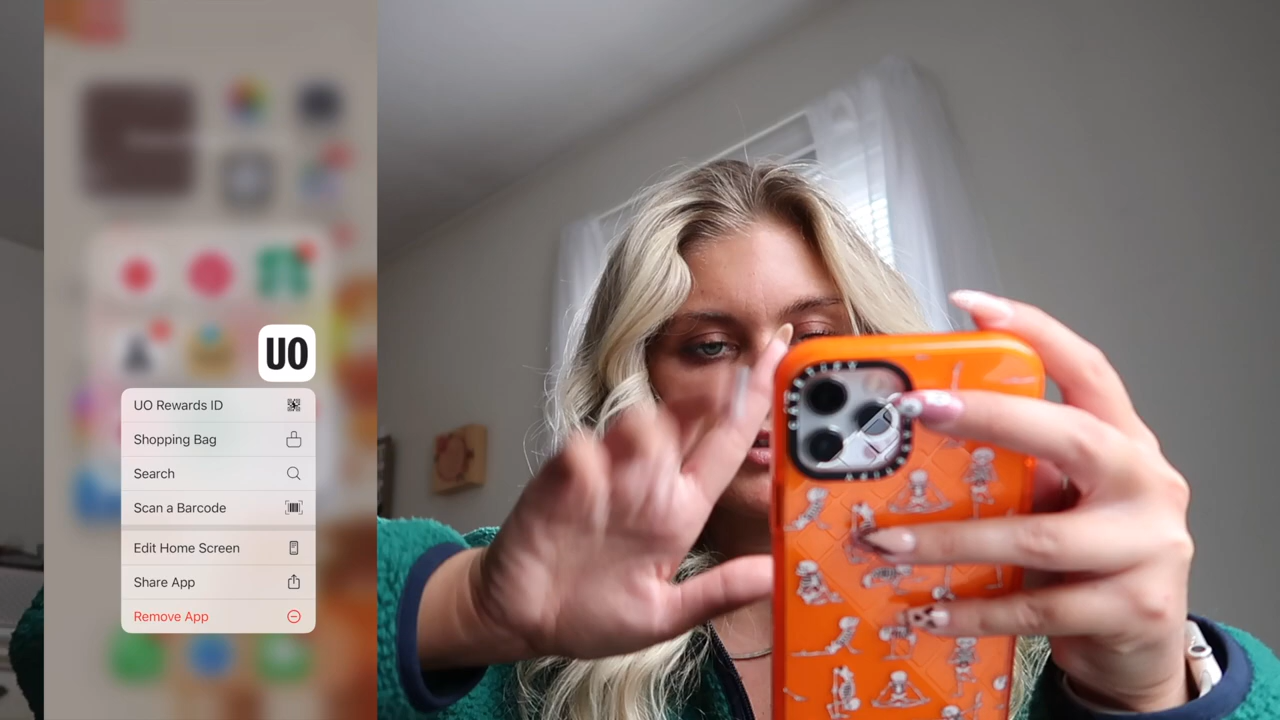 UO
UO Rewards ID
Shopping Bag
Search
Scan a Barcode
Edit Home Screen
Share App
Remove App